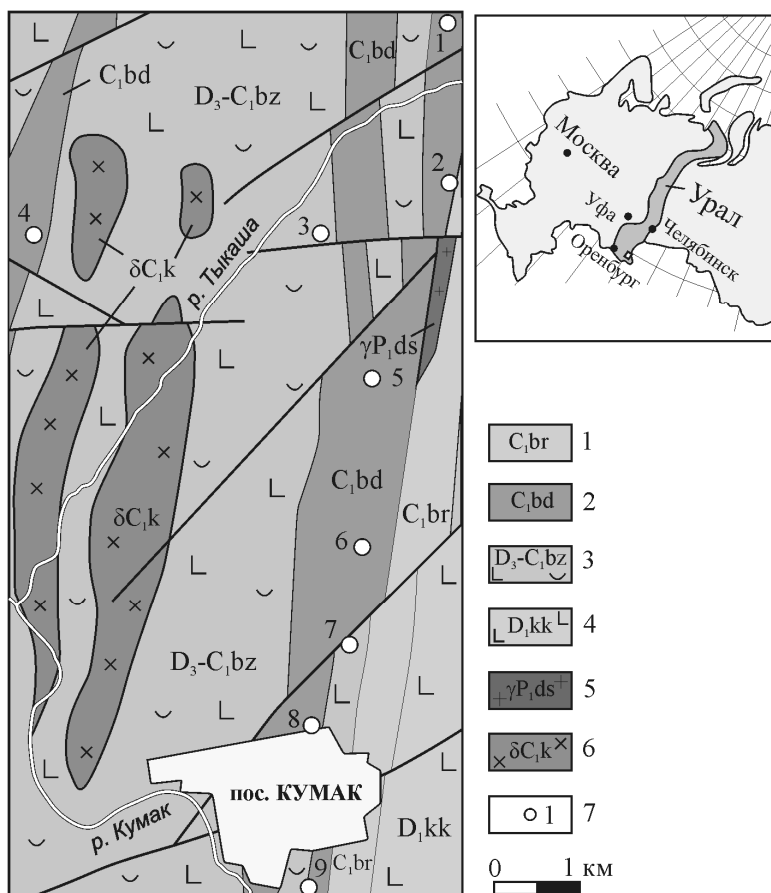 1
C₁bd
C₁bd
D₃-C₁bz
2
4
3
δC₁k
р. Тыкаша
γP₁ds
5
C₁bd
δC₁k
C₁br
6
7
D₃-C₁bz
8
пос. КУМАК
р. Кумак
D₁kk
C₁br
9
Москва
Уфа
Урал
Оренбург
Челябинск
C₁br 1
C₁bd 2
D₃-C₁bz 3
D₁kk 4
γP₁ds 5
δC₁k 6
1 7
0 1 км